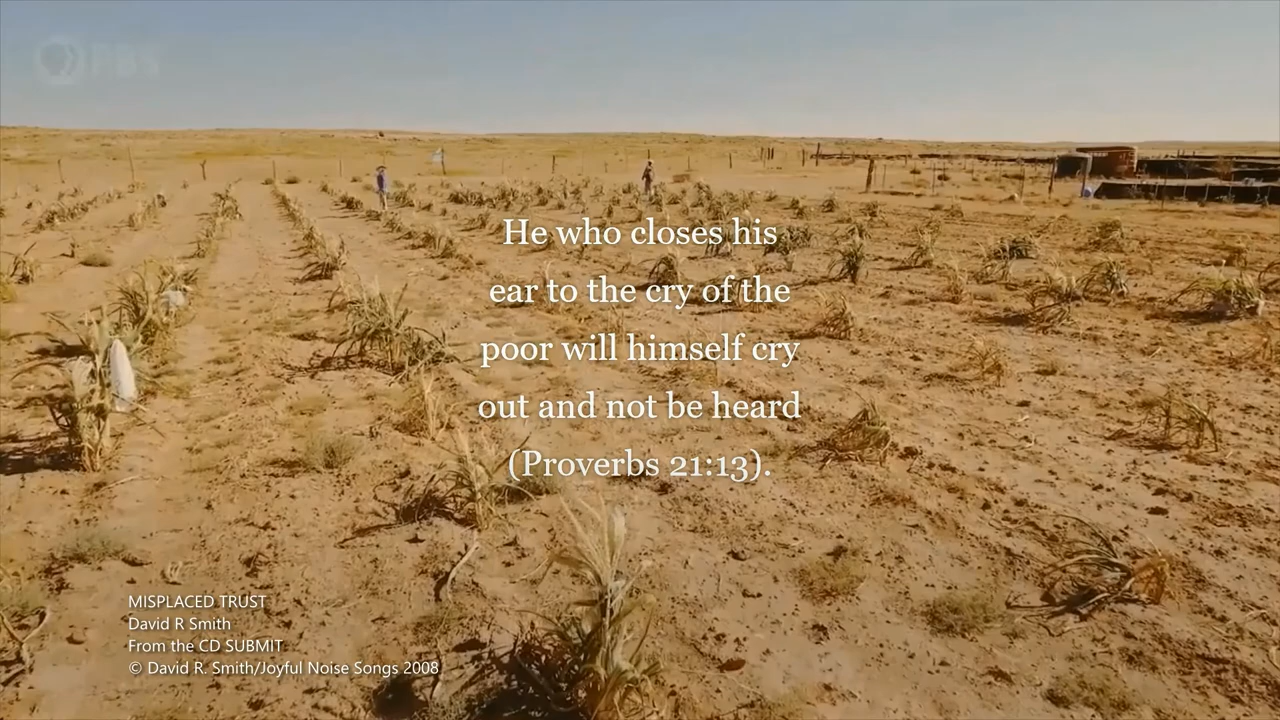 PBS
He who closes his
ear to the cry of the
poor will himself cry
out and not be heard
(Proverbs 21:13).
MISPLACED TRUST
David R Smith
From the CD SUBMIT
© David R. Smith/Joyful Noise Songs 2008